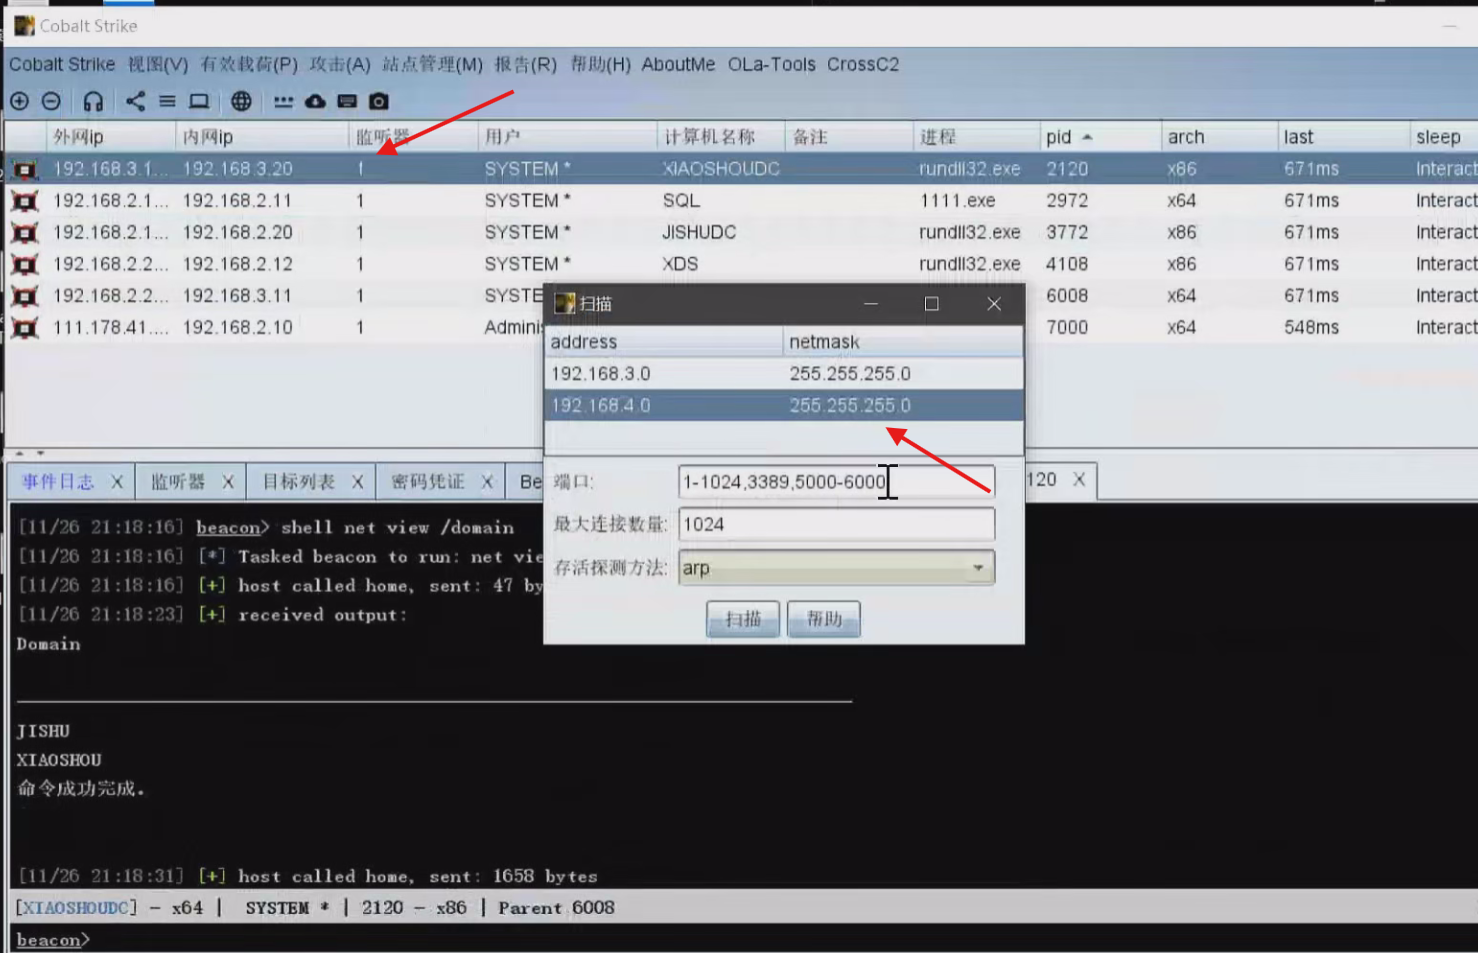 Cobalt Strike
Cobalt Strike 视图(V) 有效载荷(P) 攻击(A) 站点管理(M) 报告(R) 帮助(H) AboutMe OLa-Tools CrossC2
外网ip 内网ip 监听器 用户 计算机名称 备注 进程 pid arch last sleep
192.168.3.1... 192.168.3.20 1 SYSTEM * XIAOSHOUDC rundll32.exe 2120 x86 671ms Interact
192.168.2.1... 192.168.2.11 1 SYSTEM * SQL 1111.exe 2972 x64 671ms Interact
192.168.2.1... 192.168.2.20 1 SYSTEM * JISHUDC rundll32.exe 3772 x86 671ms Interact
192.168.2.2... 192.168.2.12 1 SYSTEM * XDS rundll32.exe 4108 x86 671ms Interact
192.168.2.2... 192.168.3.11 1 SYSTE 6008 x64 671ms Interact
111.178.41.... 192.168.2.10 1 Adminis 7000 x64 548ms Interact
扫描
address netmask
192.168.3.0 255.255.255.0
192.168.4.0 255.255.255.0
端口: 1-1024,3389,5000-6000
最大连接数量: 1024
存活探测方法: arp
扫描 帮助
事件日志 X 监听器 X 目标列表 X 密码凭证 X Be 120 X
[11/26 21:18:16] beacon> shell net view /domain
[11/26 21:18:16] [*] Tasked beacon to run: net vie
[11/26 21:18:16] [+] host called home, sent: 47 by
[11/26 21:18:23] [+] received output:
Domain
JISHU
XIAOSHOU
命令成功完成。
[11/26 21:18:31] [+] host called home, sent: 1658 bytes
[XIAOSHOUDC] - x64 | SYSTEM * | 2120 - x86 | Parent 6008
beacon>